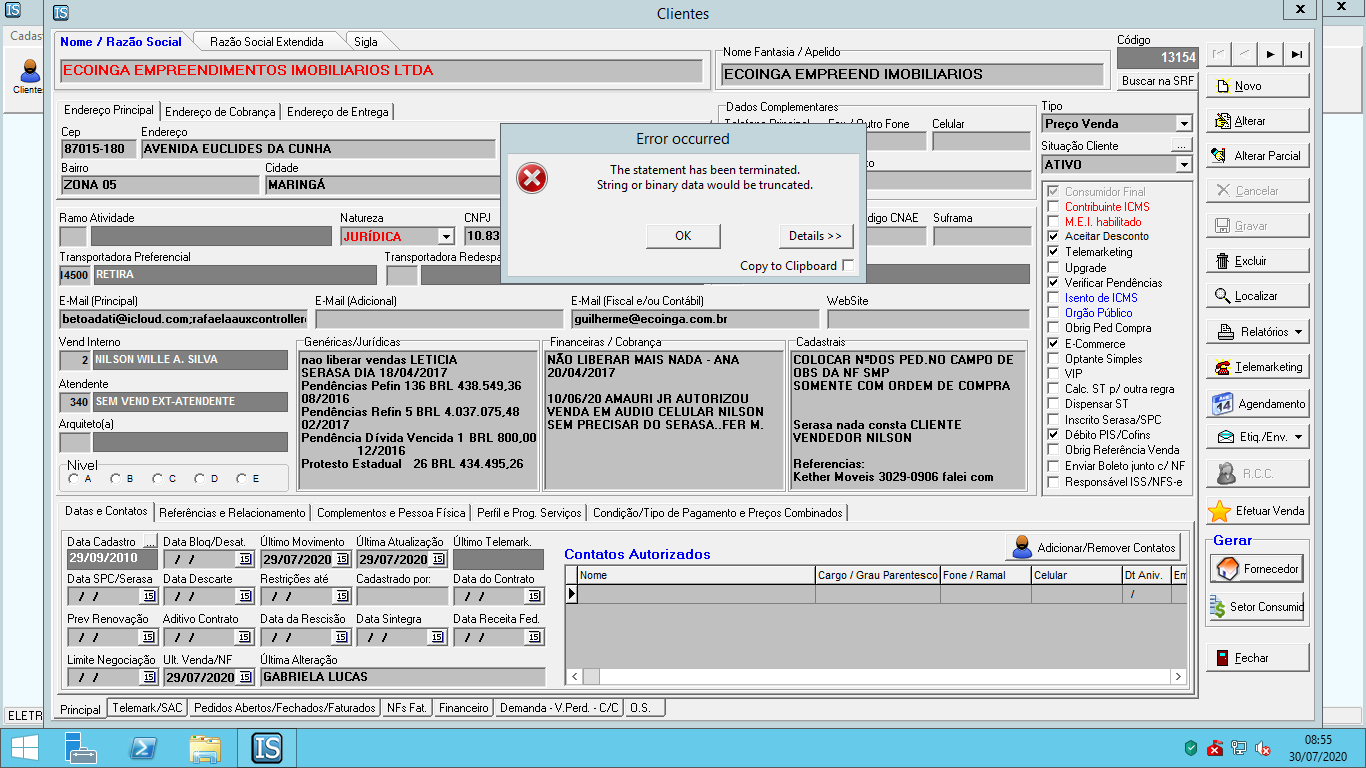 Clientes
Cadast
Cliente
Nome / Razão Social
Razão Social Extendida
Sigla
ECOINGA EMPREENDIMENTOS IMOBILIARIOS LTDA
Nome Fantasia / Apelido
ECOINGA EMPREEND IMOBILIARIOS
Código
13154
Buscar na SRF
Endereço Principal
Endereço de Cobrança
Endereço de Entrega
Cep
Endereço
87015-180
AVENIDA EUCLIDES DA CUNHA
Bairro
Cidade
ZONA 05
MARINGÁ
Dados Complementares
Celular
Error occurred
The statement has been terminated.
String or binary data would be truncated.
OK
Details >>
Copy to Clipboard
Tipo
Preço Venda
Situação Cliente
...
ATIVO
Consumidor Final
Contribuinte ICMS
M.E.I. habilitado
Aceitar Desconto
Telemarketing
Upgrade
Verificar Pendências
Isento de ICMS
Orgão Público
Obrig Ped Compra
E-Commerce
Optante Simples
VIP
Calc. ST p/ outra regra
Dispensar ST
Inscrito Serasa/SPC
Débito PIS/Cofins
Obrig Referência Venda
Enviar Boleto junto c/ NF
Responsável ISS/NFS-e
Novo
Alterar
Alterar Parcial
Cancelar
Gravar
Excluir
Localizar
Relatórios
Telemarketing
Agendamento
Etiq./Env.
R.C.C.
Efetuar Venda
Gerar
Fornecedor
Setor Consumid
Fechar
Ramo Atividade
Natureza
CNPJ
digo CNAE
Suframa
JURÍDICA
10.83
Transportadora Preferencial
Transportadora Redespa
14500
RETIRA
E-Mail (Principal)
E-Mail (Adicional)
E-Mail (Fiscal e/ou Contábil)
WebSite
betoadati@icloud.com;rafaelaauxcontroller
guilherme@ecoinga.com.br
Vend Interno
2
NILSON WILLE A. SILVA
Atendente
340
SEM VEND EXT-ATENDENTE
Arquiteto(a)
Nivel
A
B
C
D
E
Genéricas/Jurídicas
nao liberar vendas LETICIA
SERASA DIA 18/04/2017
Pendências Pefin 136 BRL 438.549,36
08/2016
Pendências Refin 5 BRL 4.037.075,48
02/2017
Pendência Dívida Vencida 1 BRL 800,00
12/2016
Protesto Estadual 26 BRL 434.495,26
Financeiras / Cobrança
NÃO LIBERAR MAIS NADA - ANA
20/04/2017
10/06/20 AMAURI JR AUTORIZOU
VENDA EM AUDIO CELULAR NILSON
SEM PRECISAR DO SERASA..FER M.
Cadastrais
COLOCAR NºDOS PED.NO CAMPO DE
OBS DA NF SMP
SOMENTE COM ORDEM DE COMPRA
Serasa nada consta CLIENTE
VENDEDOR NILSON
Referencias:
Kether Moveis 3029-0906 falei com
Datas e Contatos
Referências e Relacionamento
Complementos e Pessoa Física
Perfil e Prog. Serviços
Condição/Tipo de Pagamento e Preços Combinados
Data Cadastro
...
Data Bloq/Desat.
Último Movimento
Última Atualização
Último Telemark.
29/09/2010
/ / 15
29/07/2020 15
29/07/2020 15
Data SPC/Serasa
Data Descarte
Restrições até
Cadastrado por:
Data do Contrato
/ / 15
/ / 15
/ / 15
/ / 15
Prev Renovação
Aditivo Contrato
Data da Rescisão
Data Sintegra
Data Receita Fed.
/ / 15
/ / 15
/ / 15
/ / 15
/ / 15
Limite Negociação
Ult. Venda/NF
Última Alteração
/ / 15
29/07/2020 15
GABRIELA LUCAS
Contatos Autorizados
Adicionar/Remover Contatos
Nome
Cargo / Grau Parentesco
Fone / Ramal
Celular
Dt Aniv.
Em
/
Principal
Telemark/SAC
Pedidos Abertos/Fechados/Faturados
NFs Fat.
Financeiro
Demanda - V.Perd. - C/C
O.S.
ELETR
IS
08:55
30/07/2020